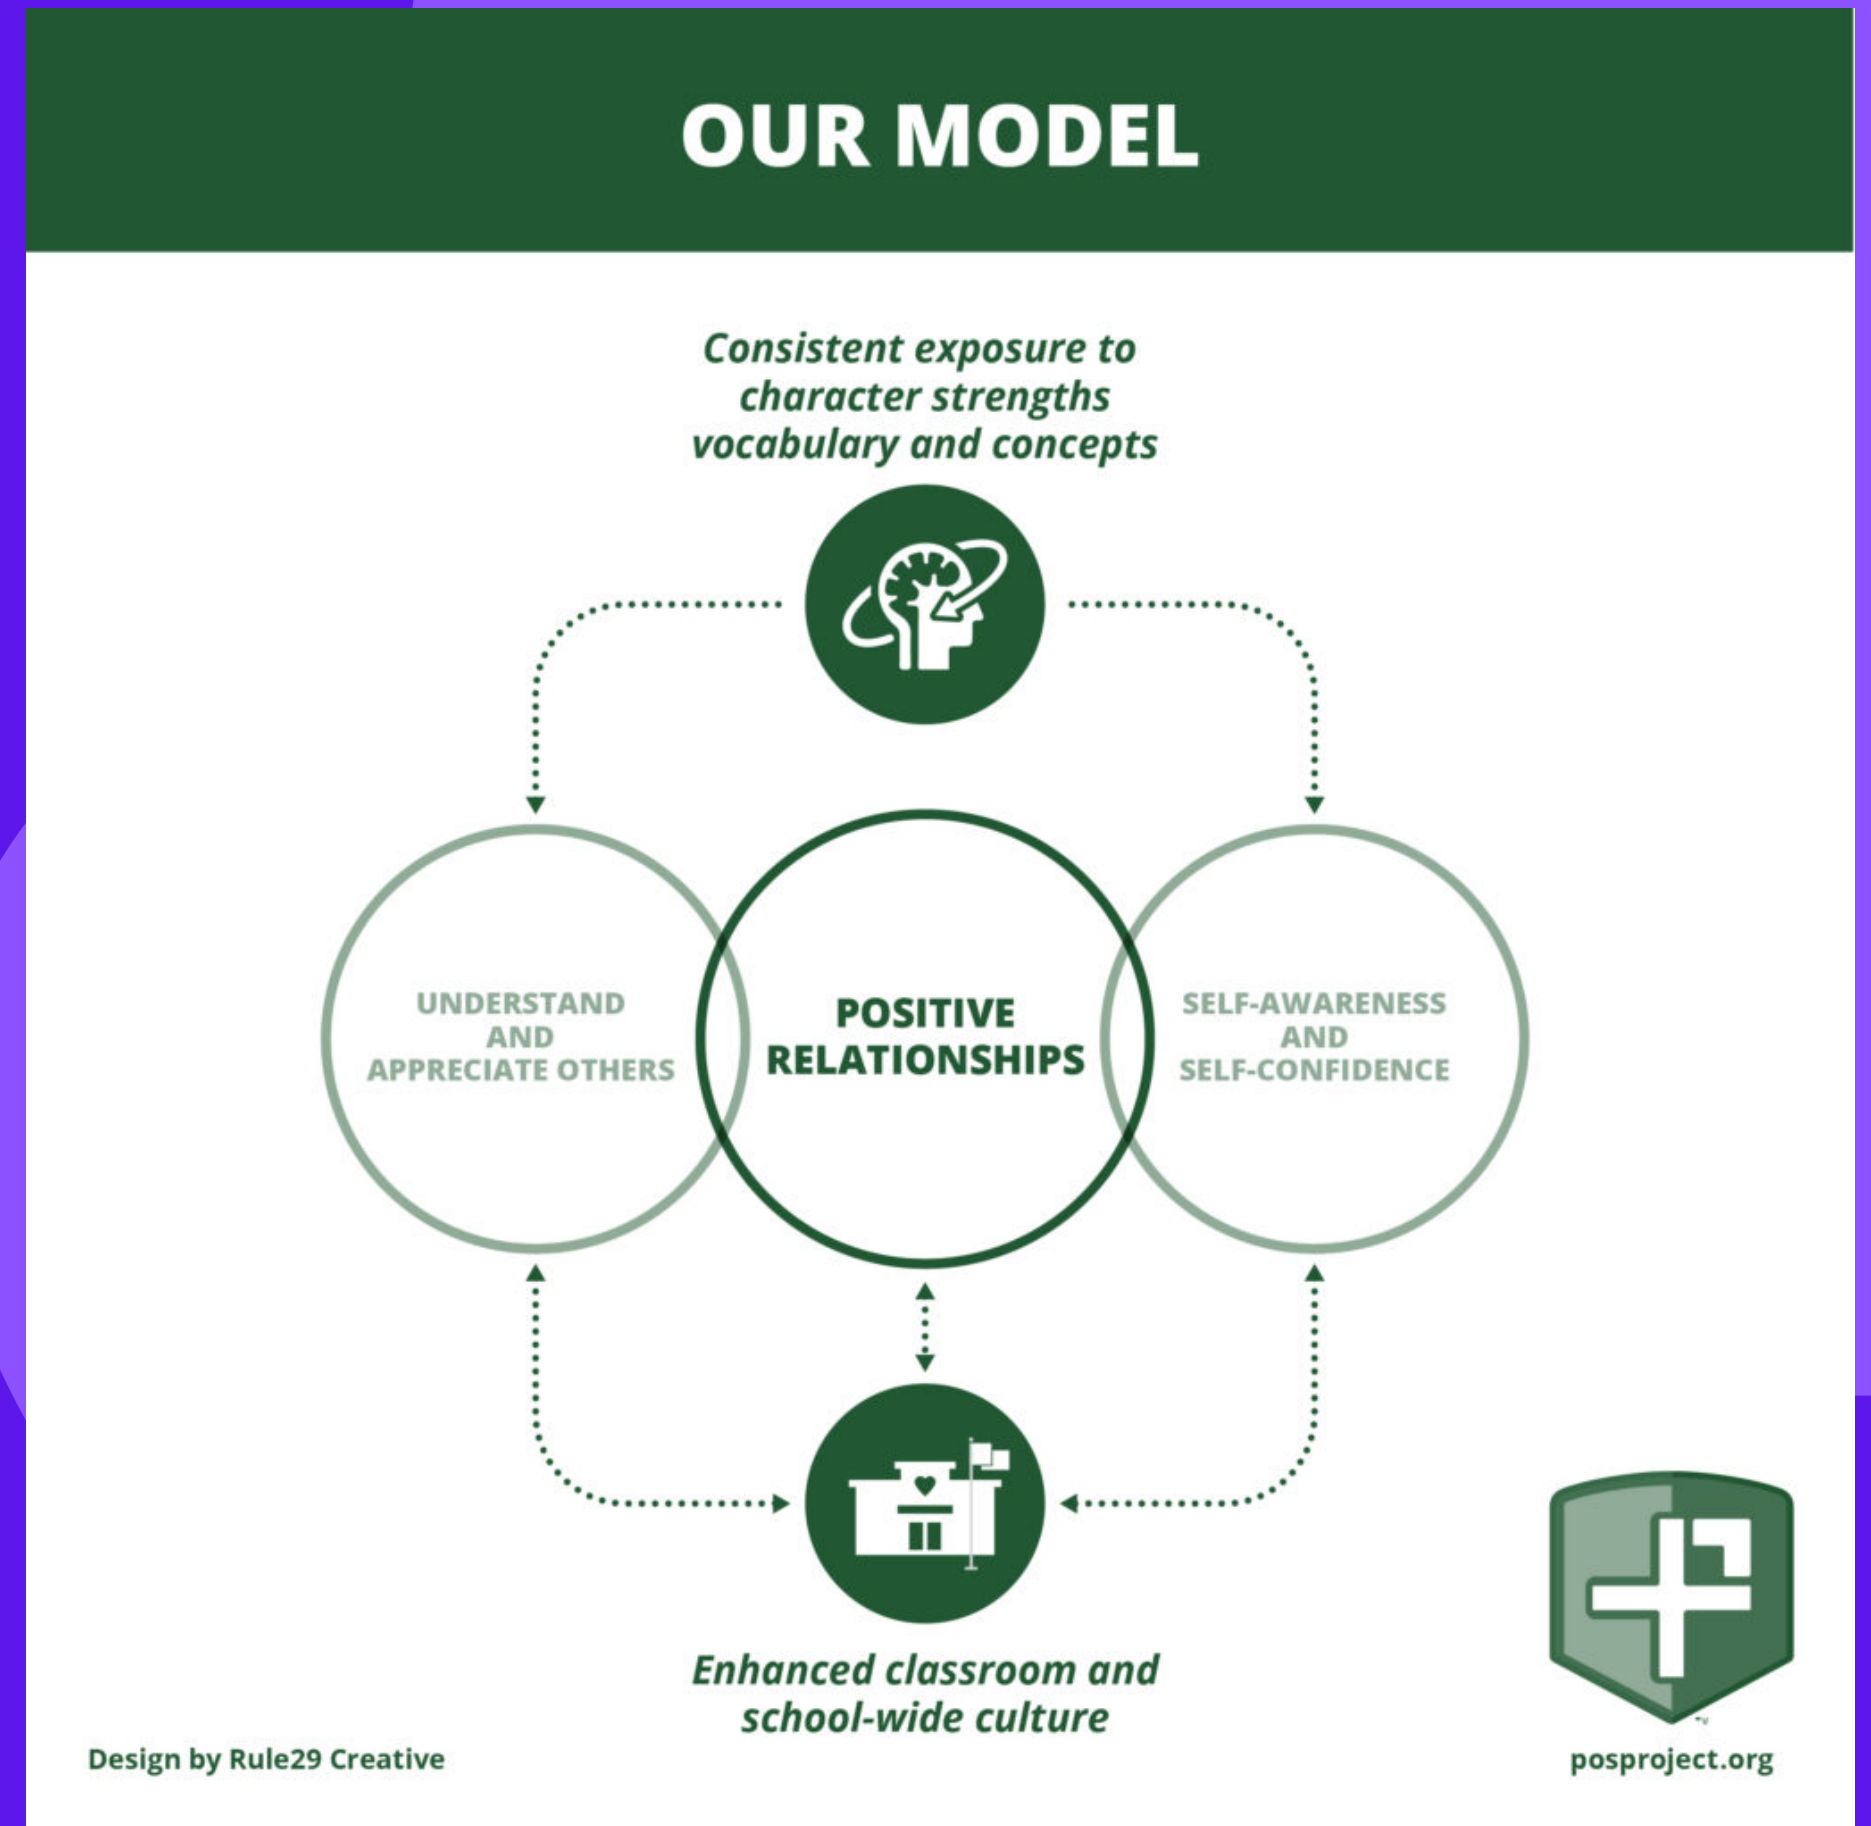 OUR MODEL
Consistent exposure to
character strengths
vocabulary and concepts
UNDERSTAND
AND
APPRECIATE OTHERS
POSITIVE
RELATIONSHIPS
SELF-AWARENESS
AND
SELF-CONFIDENCE
Enhanced classroom and
school-wide culture
Design by Rule29 Creative
TM
posproject.org